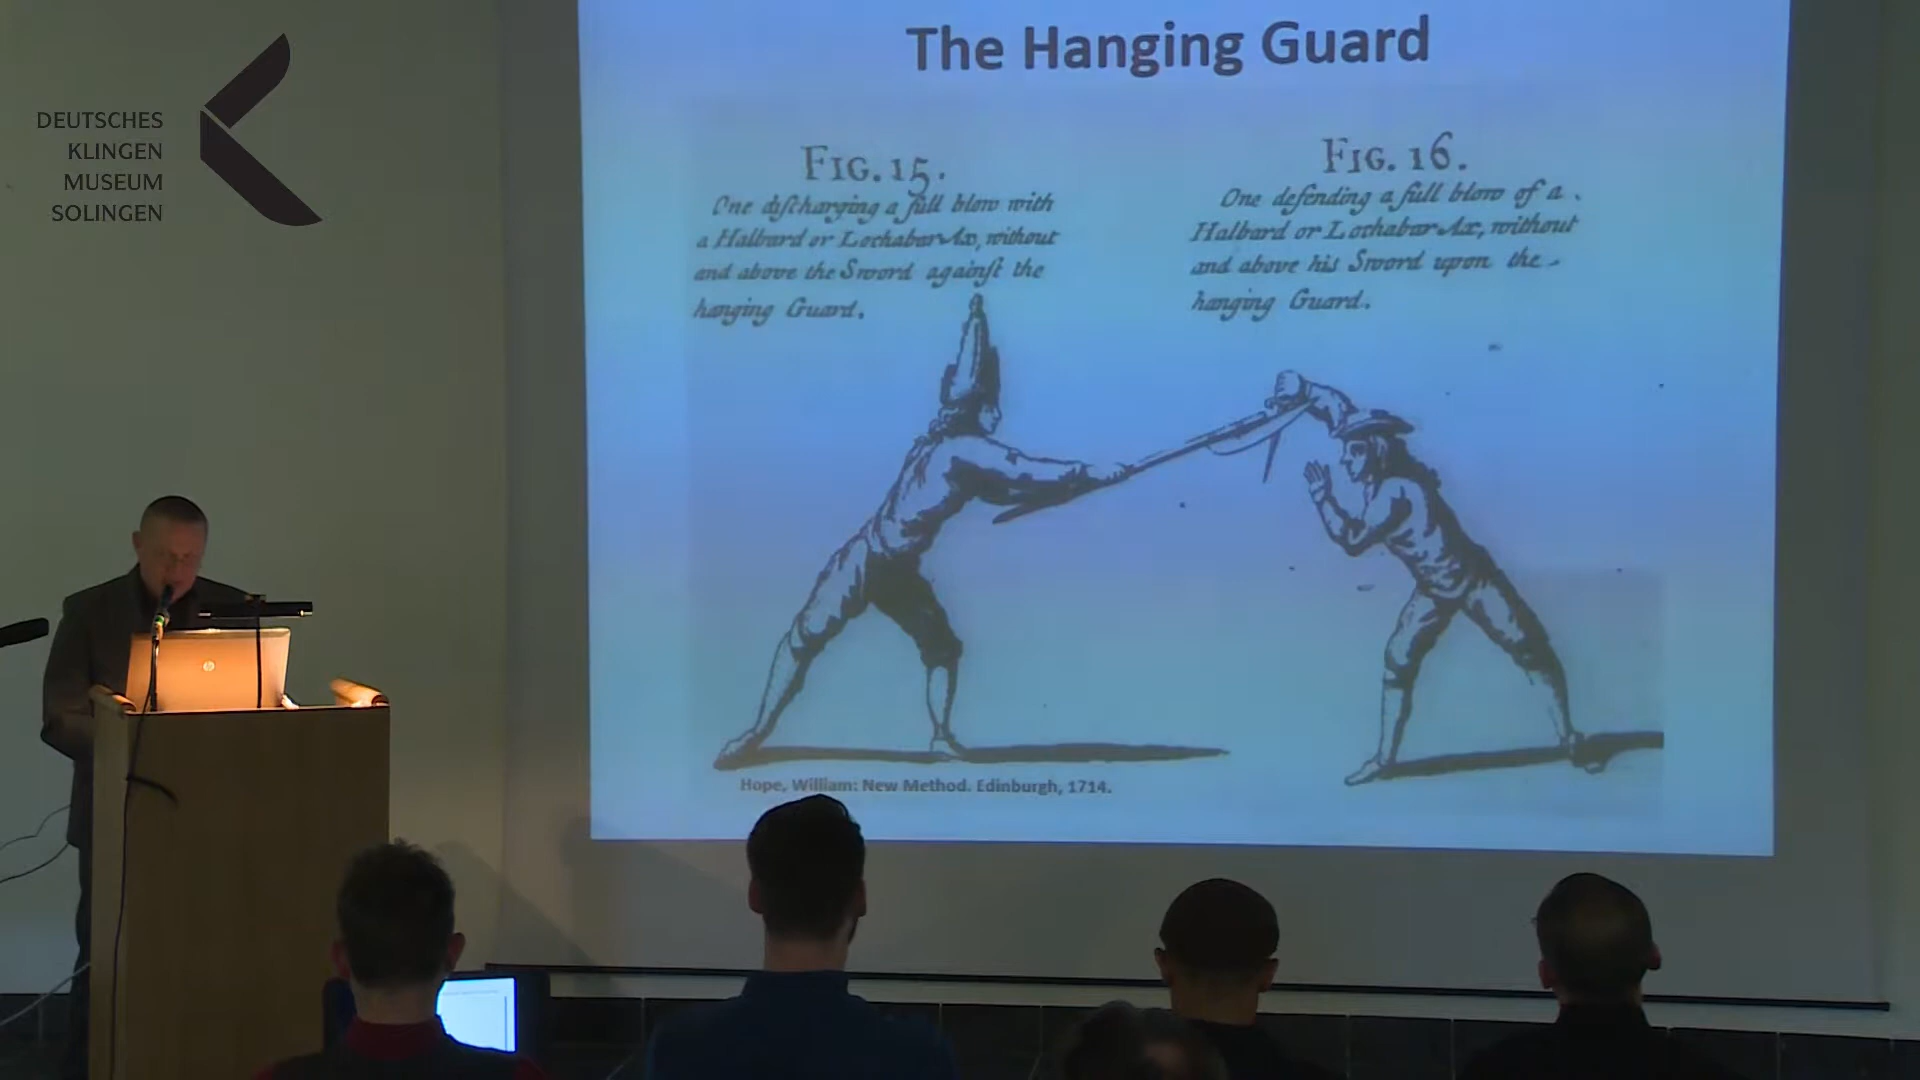 DEUTSCHES
KLINGEN
MUSEUM
SOLINGEN
The Hanging Guard
FIG. 15.
One diſcharging a full blow with
a Halbard or Lochabar Ax, without
and above the Sword againſt the
hanging Guard.
FIG. 16.
One defending a full blow of a
Halbard or Lochabar Ax, without
and above his Sword upon the
hanging Guard.
Hope, William: New Method. Edinburgh, 1714.